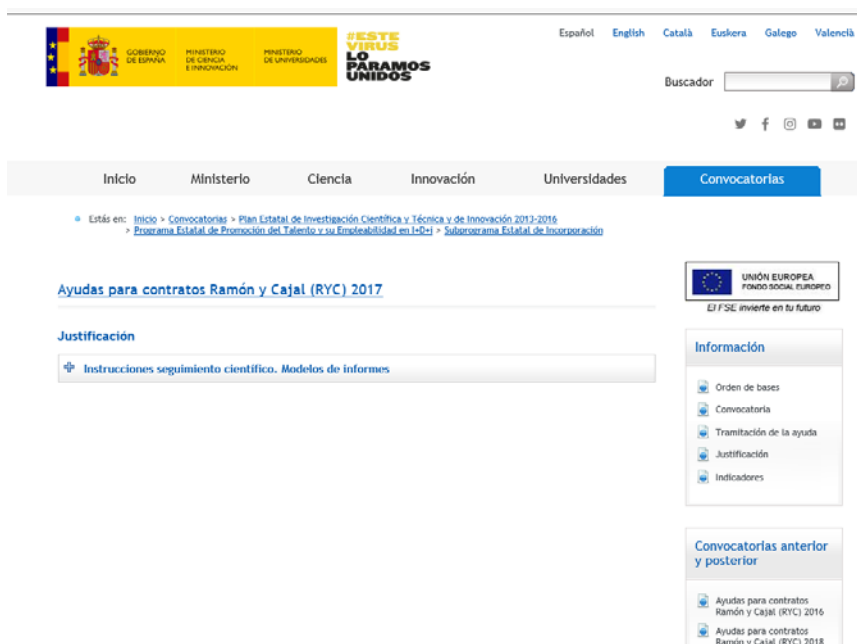 Español English Català Euskera Galego Valencià
GOBIERNO
DE ESPAÑA
MINISTERIO
DE CIENCIA
E INNOVACIÓN
MINISTERIO
DE UNIVERSIDADES
#ESTE
VIRUS
LO
PARAMOS
UNIDOS
Buscador
Inicio Ministerio Ciencia Innovación Universidades Convocatorias
Estás en: Inicio > Convocatorias > Plan Estatal de Investigación Científica y Técnica y de Innovación 2013-2016
> Programa Estatal de Promoción del Talento y su Empleabilidad en I+D+i > Subprograma Estatal de Incorporación
Ayudas para contratos Ramón y Cajal (RYC) 2017
Justificación
Instrucciones seguimiento científico. Modelos de informes
UNIÓN EUROPEA
FONDO SOCIAL EUROPEO
El FSE invierte en tu futuro
Información
Orden de bases
Convocatoria
Tramitación de la ayuda
Justificación
Indicadores
Convocatorias anterior
y posterior
Ayudas para contratos
Ramón y Cajal (RYC) 2016
Ayudas para contratos
Ramón y Cajal (RYC) 2018